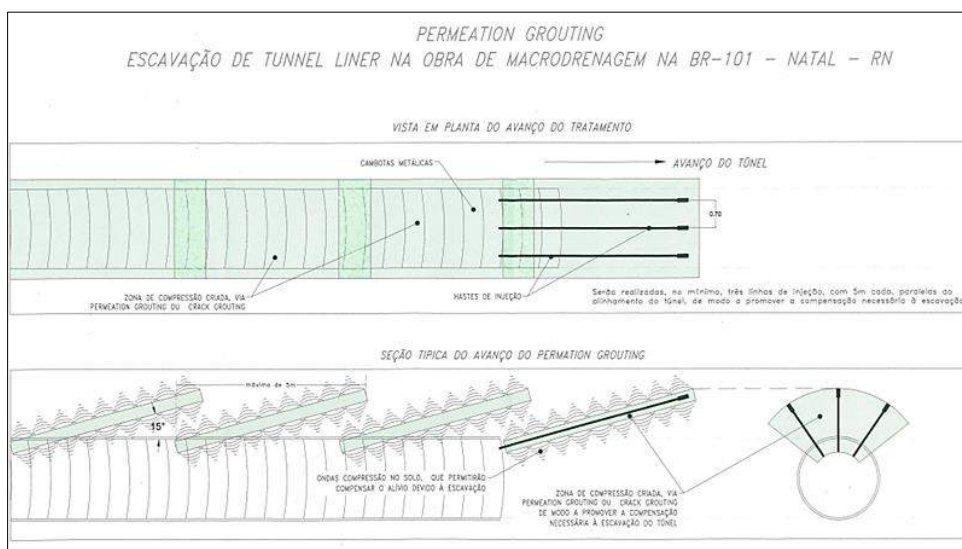 PERMEATION GROUTING
ESCAVAÇÃO DE TUNNEL LINER NA OBRA DE MACRODRENAGEM NA BR-101 - NATAL - RN
VISTA EM PLANTA DO AVANÇO DO TRATAMENTO
CAMBOTAS METÁLICAS
AVANÇO DO TÚNEL
0.70
ZONA DE COMPRESSÃO CRIADA, VIA
PERMEATION GROUTING OU CRACK GROUTING
HASTES DE INJEÇÃO
Serão realizadas, no mínimo, três linhas de injeção, com 5m cada, paralelas ao
alinhamento do túnel, de modo a promover a compensação necessária à escavação
SEÇÃO TIPICA DO AVANÇO DO PERMATION GROUTING
máximo de 5m
15°
ONDAS COMPRESSÃO NO SOLO, QUE PERMITIRÃO
COMPENSAR O ALÍVIO DEVIDO À ESCAVAÇÃO
ZONA DE COMPRESSÃO CRIADA, VIA
PERMEATION GROUTING OU CRACK GROUTING
DE MODO A PROMOVER A COMPENSAÇÃO
NECESSÁRIA À ESCAVAÇÃO DO TÚNEL